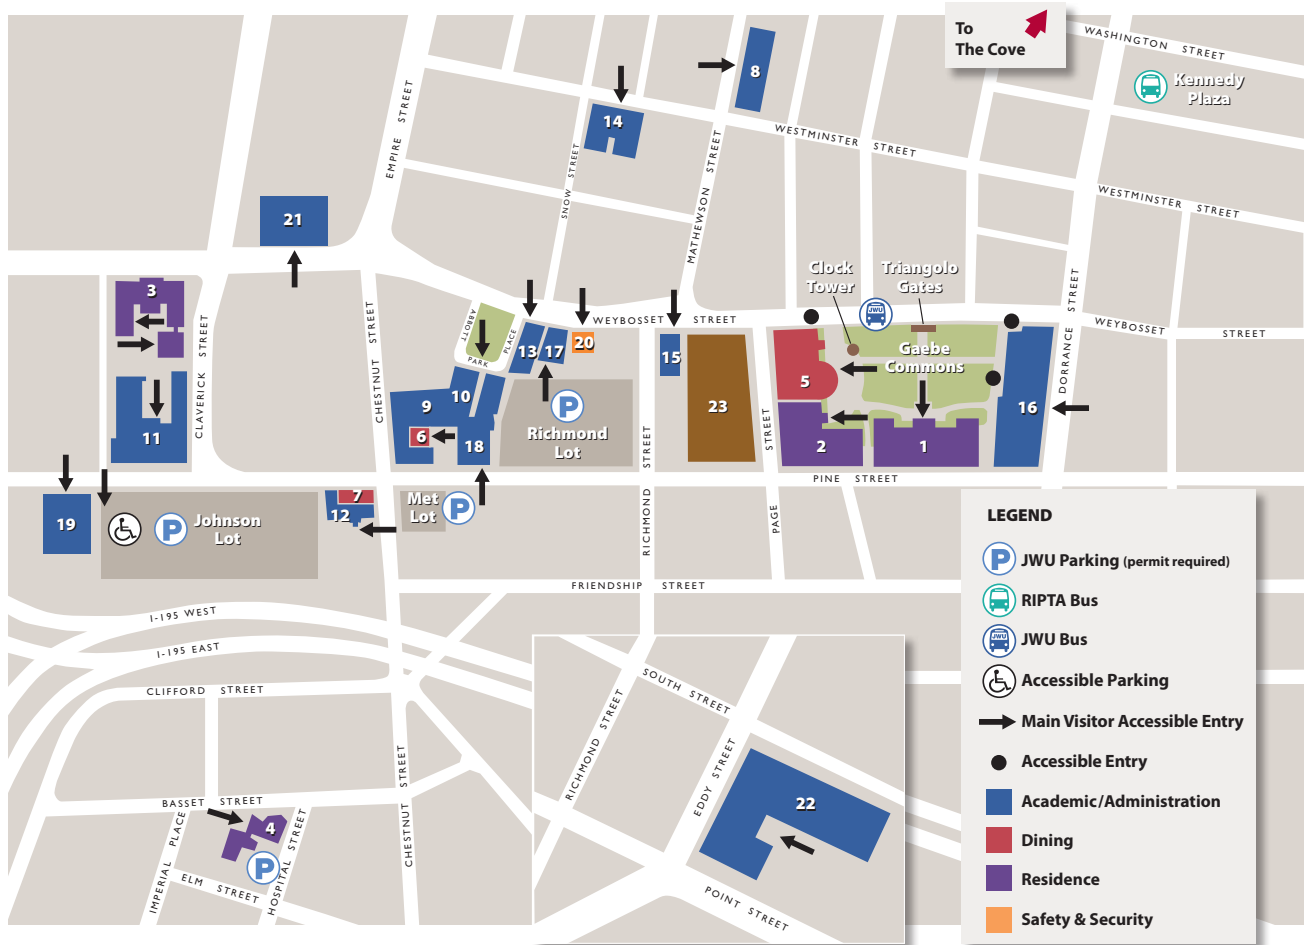 To
The Cove
WASHINGTON STREET
Kennedy
Plaza
8
14
EMPIRE STREET
WESTMINSTER STREET
SNOW STREET
MATHEWSON STREET
WESTMINSTER STREET
21
3
Clock
Tower
Triangolo
Gates
JWU
DORRANCE STREET
CLAVERICK STREET
CHESTNUT STREET
ABBOTT
PARK
PLACE
13
17
20
WEYBOSSET STREET
WEYBOSSET STREET
15
Gaebe
Commons
5
16
23
9
10
P
Richmond
Lot
11
6
18
2
1
PAGE STREET
PINE STREET
RICHMOND STREET
19
P
Johnson
Lot
7
12
Met
Lot
P
FRIENDSHIP STREET
I-195 WEST
I-195 EAST
CLIFFORD STREET
CHESTNUT STREET
BASSET STREET
IMPERIAL PLACE
4
P
HOSPITAL STREET
ELM STREET
SOUTH STREET
RICHMOND STREET
EDDY STREET
22
POINT STREET
LEGEND
P JWU Parking (permit required)
RIPTA Bus
JWU JWU Bus
Accessible Parking
Main Visitor Accessible Entry
Accessible Entry
Academic/Administration
Dining
Residence
Safety & Security